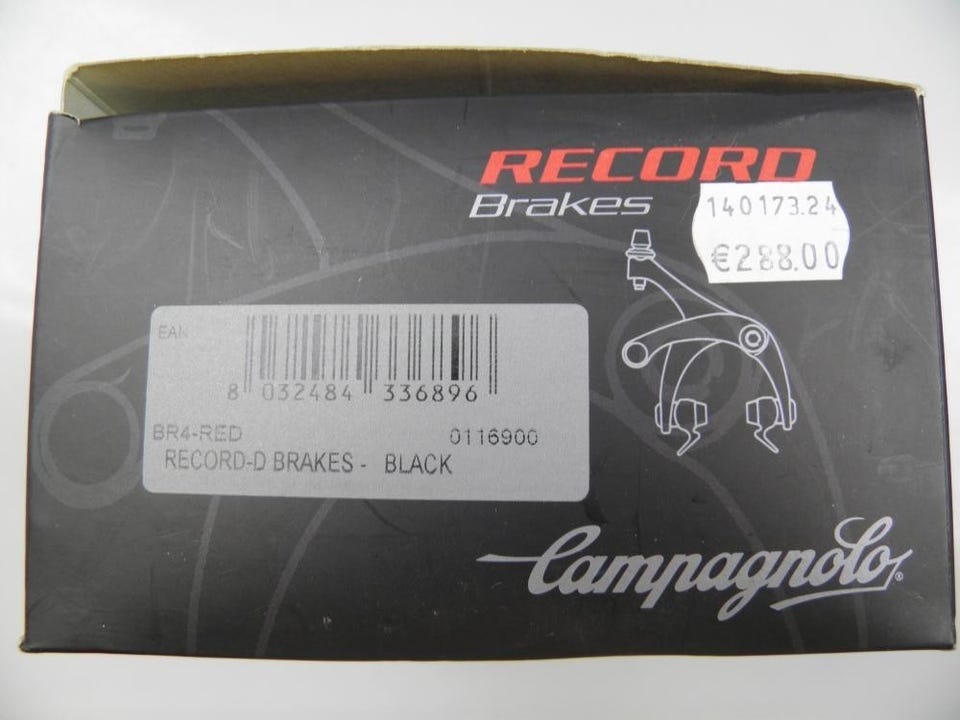 RECORD
Brakes
140173.24
€288.00
EAN
8 032484 336896
BR4-RED 0116900
RECORD-D BRAKES - BLACK
Campagnolo®